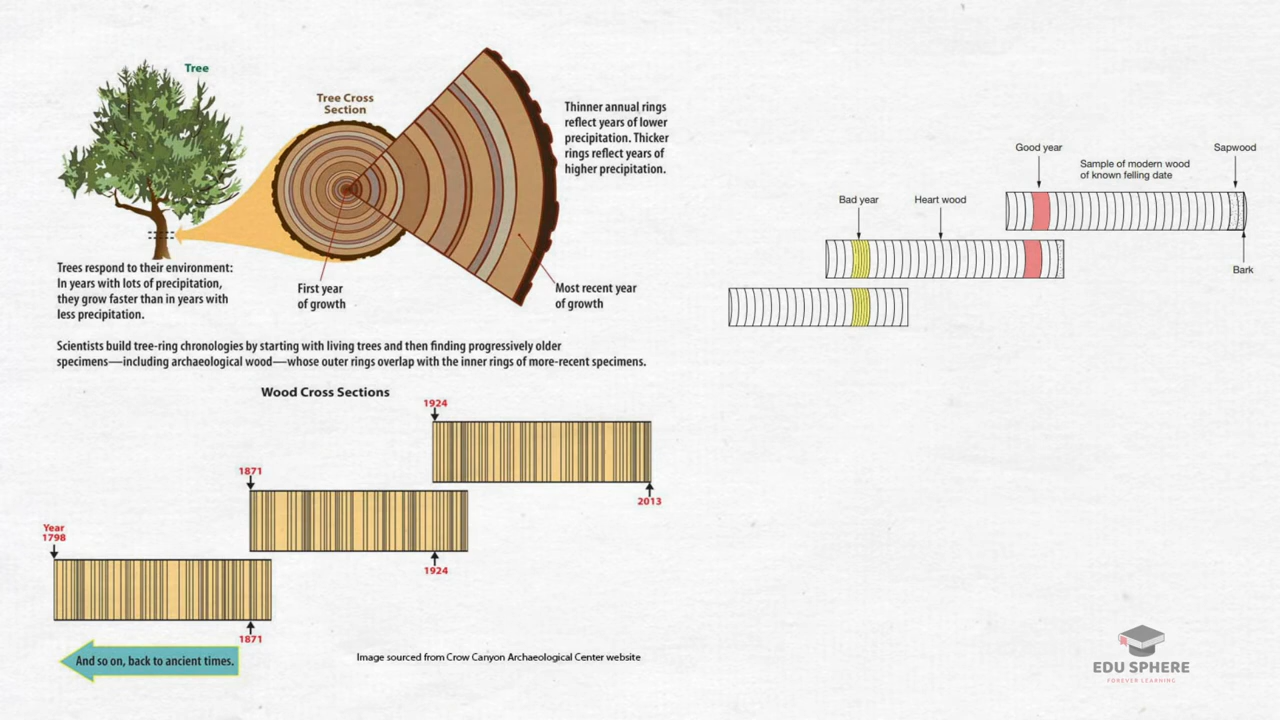 Tree
Tree Cross
Section
Thinner annual rings
reflect years of lower
precipitation. Thicker
rings reflect years of
higher precipitation.
Trees respond to their environment:
In years with lots of precipitation,
they grow faster than in years with
less precipitation.
First year
of growth
Most recent year
of growth
Scientists build tree-ring chronologies by starting with living trees and then finding progressively older
specimens—including archaeological wood—whose outer rings overlap with the inner rings of more-recent specimens.
Wood Cross Sections
1924
2013
1871
1924
Year
1798
1871
And so on, back to ancient times.
Image sourced from Crow Canyon Archaeological Center website
Good year
Sample of modern wood
of known felling date
Sapwood
Bark
Bad year
Heart wood
EDU SPHERE
FOREVER LEARNING